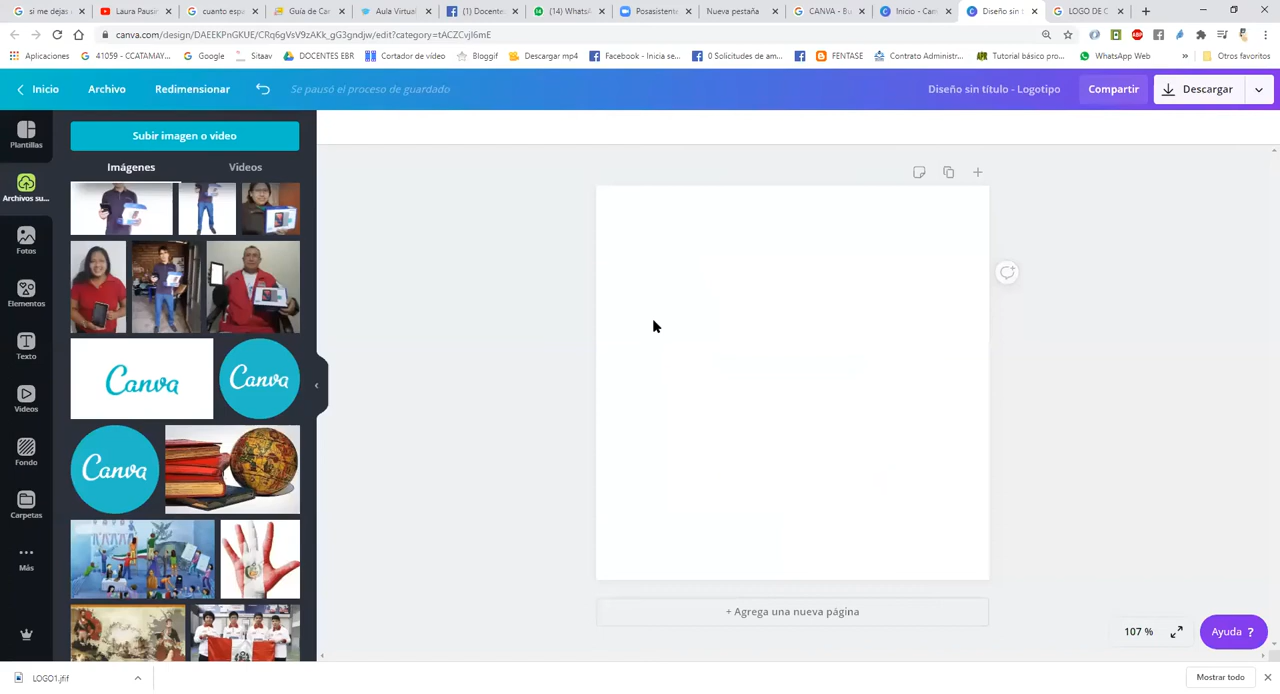 si me dejas
Laura Pausir
cuanto espa
Guía de Car
Aula Virtual
(1) Docente:
(14) WhatsA
Posasistente
Nueva pestaña
CANVA - Bu
Inicio - Can
Diseño sin t
LOGO DE C
canva.com/design/DAEEKPnGKUE/CRq6gVsV9zAKk_gG3gndjw/edit?category=tACZCvjI6mE
Aplicaciones
41059 - CCATAMAY...
Google
Sitaav
DOCENTES EBR
Cortador de vídeo
Bloggif
Descargar mp4
Facebook - Inicia se...
0 Solicitudes de am...
FENTASE
Contrato Administr...
Tutorial básico pro...
WhatsApp Web
»
Otros favoritos
Inicio
Archivo
Redimensionar
Se pausó el proceso de guardado
Diseño sin título - Logotipo
Compartir
Descargar
Plantillas
Archivos su...
Fotos
Elementos
Texto
Videos
Fondo
Carpetas
Más
Subir imagen o video
Imágenes
Videos
Canva
Canva
Canva
+ Agrega una nueva página
107 %
Ayuda ?
LOGO1.jfif
Mostrar todo